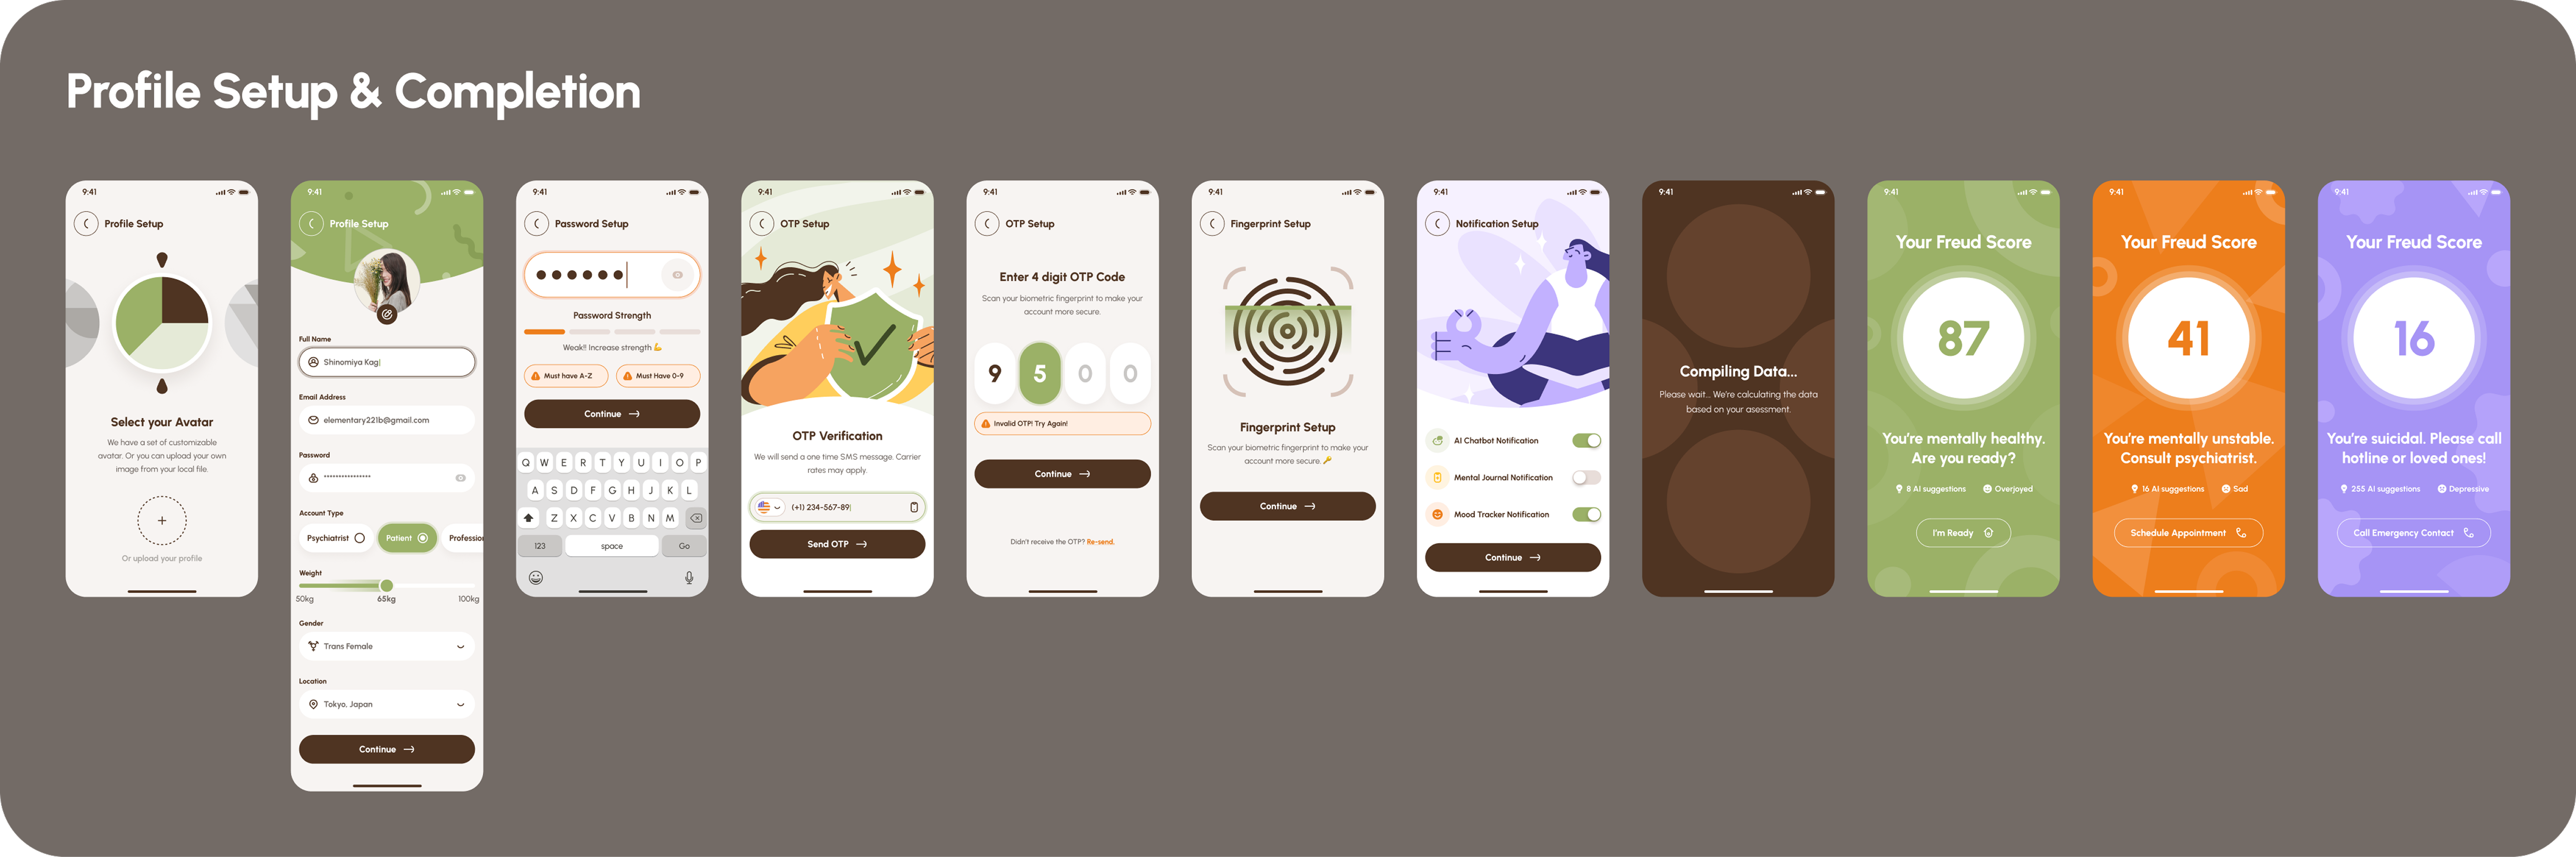 Profile Setup & Completion
9:41
Profile Setup
Select your Avatar
We have a set of customizable
avatar. Or you can upload your own
image from your local file.
Or upload your profile
9:41
Profile Setup
Full Name
Shinomiya Kag
Email Address
elementary221b@gmail.com
Password
****************
Account Type
Psychiatrist
Patient
Profession
Weight
50kg
65kg
100kg
Gender
Trans Female
Location
Tokyo, Japan
Continue
9:41
Password Setup
Password Strength
Weak!! Increase strength 💪
Must have A-Z
Must Have 0-9
Continue
Q W E R T Y U I O P
A S D F G H J K L
Z X C V B N M
123
space
Go
9:41
OTP Setup
OTP Verification
We will send a one time SMS message. Carrier
rates may apply.
(+1) 234-567-89
Send OTP
9:41
OTP Setup
Enter 4 digit OTP Code
Scan your biometric fingerprint to make your
account more secure.
9 5 0 0
Invalid OTP! Try Again!
Continue
Didn't receive the OTP? Re-send.
9:41
Fingerprint Setup
Fingerprint Setup
Scan your biometric fingerprint to make your
account more secure. 🔑
Continue
9:41
Notification Setup
AI Chatbot Notification
Mental Journal Notification
Mood Tracker Notification
Continue
9:41
Compiling Data...
Please wait... We're calculating the data
based on your asessment.
9:41
Your Freud Score
87
You're mentally healthy.
Are you ready?
8 AI suggestions
Overjoyed
I'm Ready
9:41
Your Freud Score
41
You're mentally unstable.
Consult psychiatrist.
16 AI suggestions
Sad
Schedule Appointment
9:41
Your Freud Score
16
You're suicidal. Please call
hotline or loved ones!
255 AI suggestions
Depressive
Call Emergency Contact